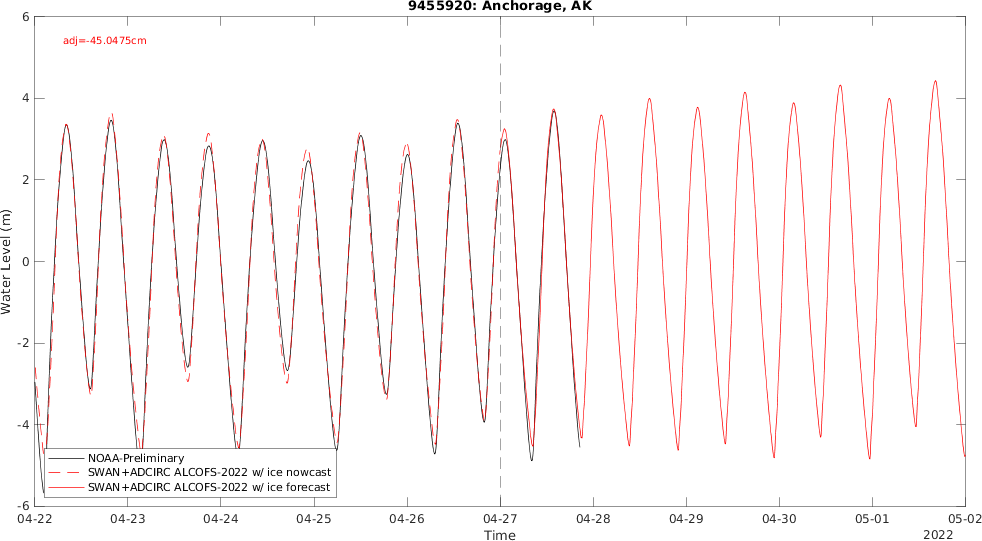 9455920: Anchorage, AK
adj=-45.0475cm
6
4
2
0
-2
-4
-6
Water Level (m)
NOAA-Preliminary
SWAN+ADCIRC ALCOFS-2022 w/ ice nowcast
SWAN+ADCIRC ALCOFS-2022 w/ ice forecast
04-22 04-23 04-24 04-25 04-26 04-27 04-28 04-29 04-30 05-01 05-02
Time
2022